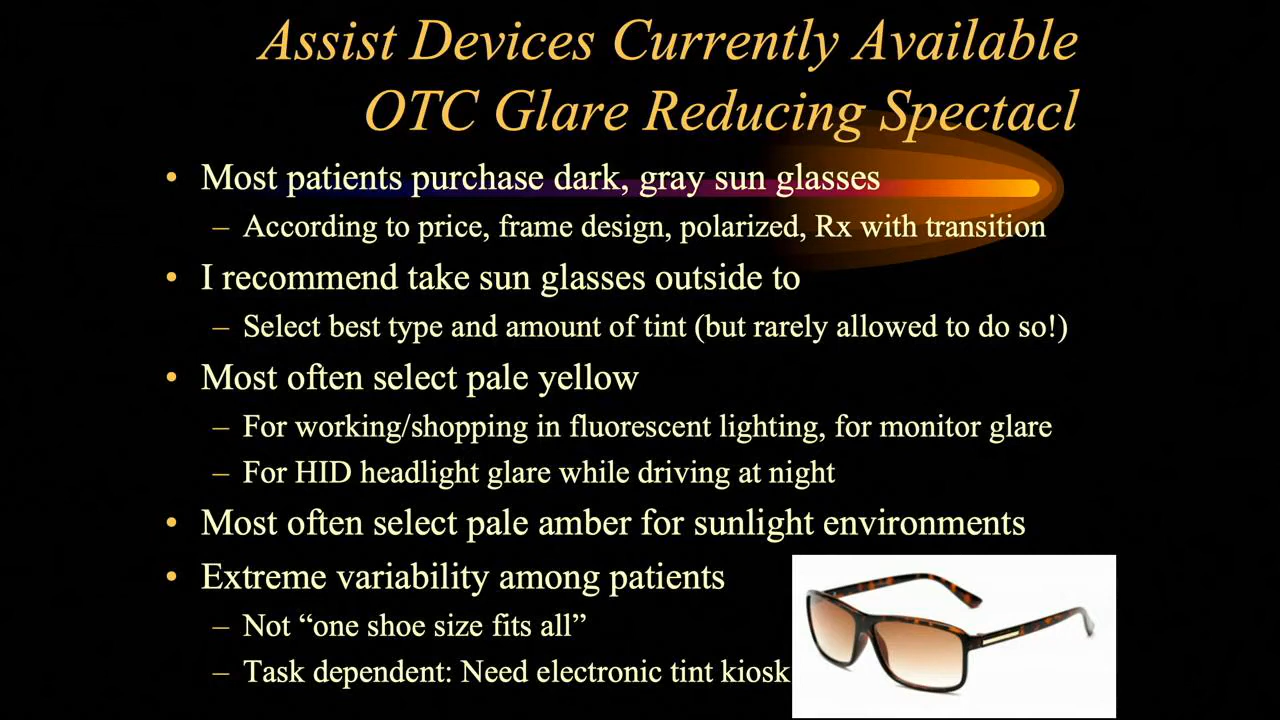 Assist Devices Currently Available
OTC Glare Reducing Spectacl
• Most patients purchase dark, gray sun glasses
– According to price, frame design, polarized, Rx with transition
• I recommend take sun glasses outside to
– Select best type and amount of tint (but rarely allowed to do so!)
• Most often select pale yellow
– For working/shopping in fluorescent lighting, for monitor glare
– For HID headlight glare while driving at night
• Most often select pale amber for sunlight environments
• Extreme variability among patients
– Not “one shoe size fits all”
– Task dependent: Need electronic tint kiosk